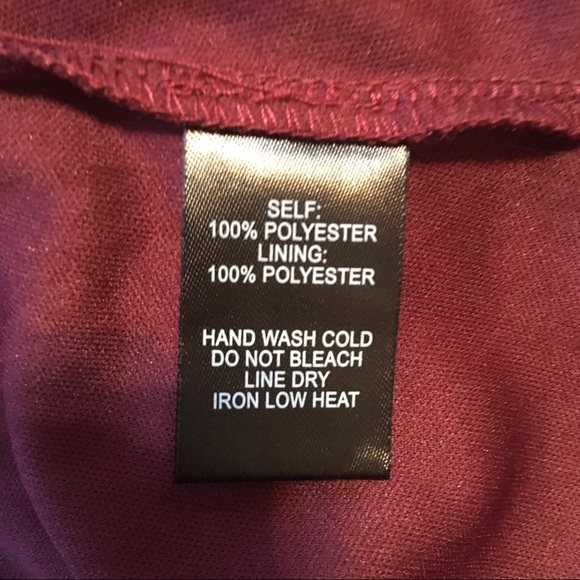 SELF:
100% POLYESTER
LINING:
100% POLYESTER
HAND WASH COLD
DO NOT BLEACH
LINE DRY
IRON LOW HEAT